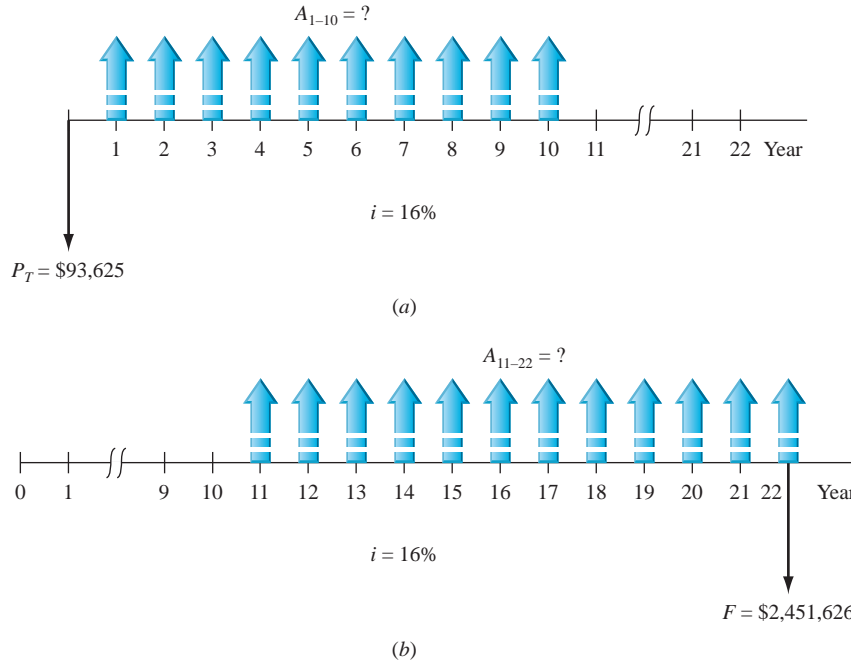 A1–10 = ?
1 2 3 4 5 6 7 8 9 10 11 21 22 Year
i = 16%
PT = $93,625
(a)
A11–22 = ?
0 1 9 10 11 12 13 14 15 16 17 18 19 20 21 22 Year
i = 16%
F = $2,451,626
(b)